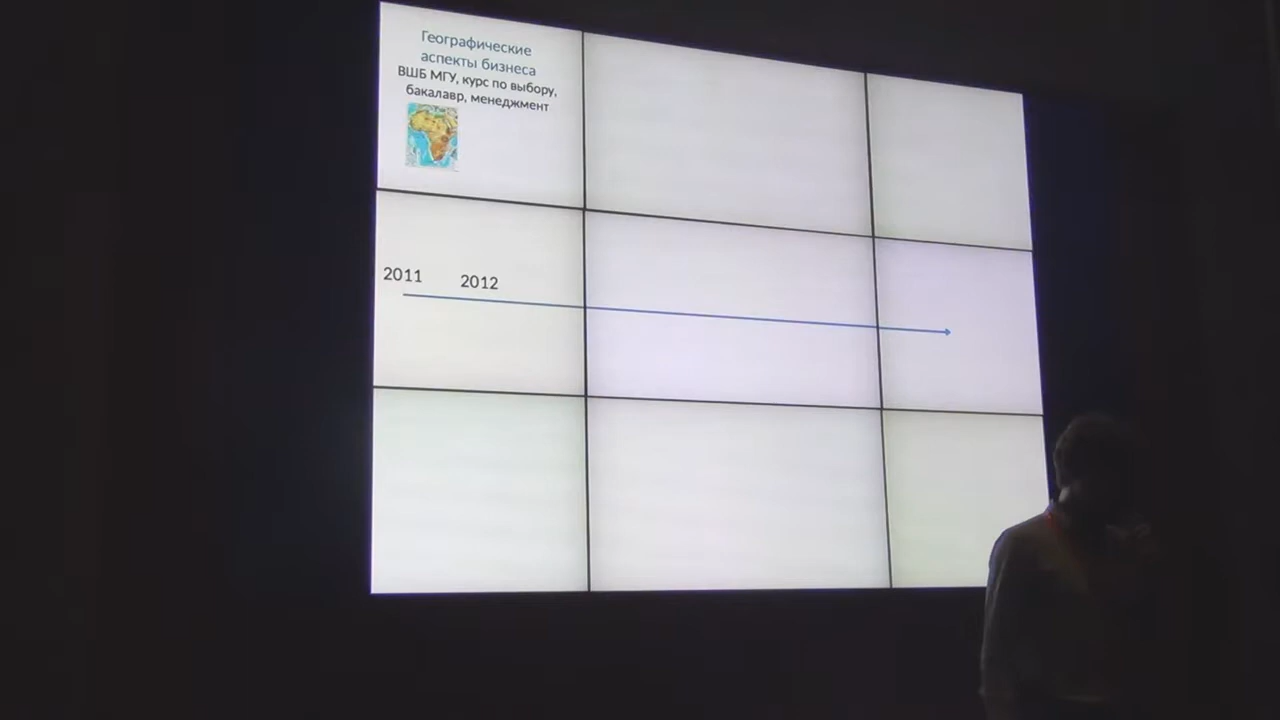 Географические
аспекты бизнеса
ВШБ МГУ, курс по выбору,
бакалавр, менеджмент
2011 2012